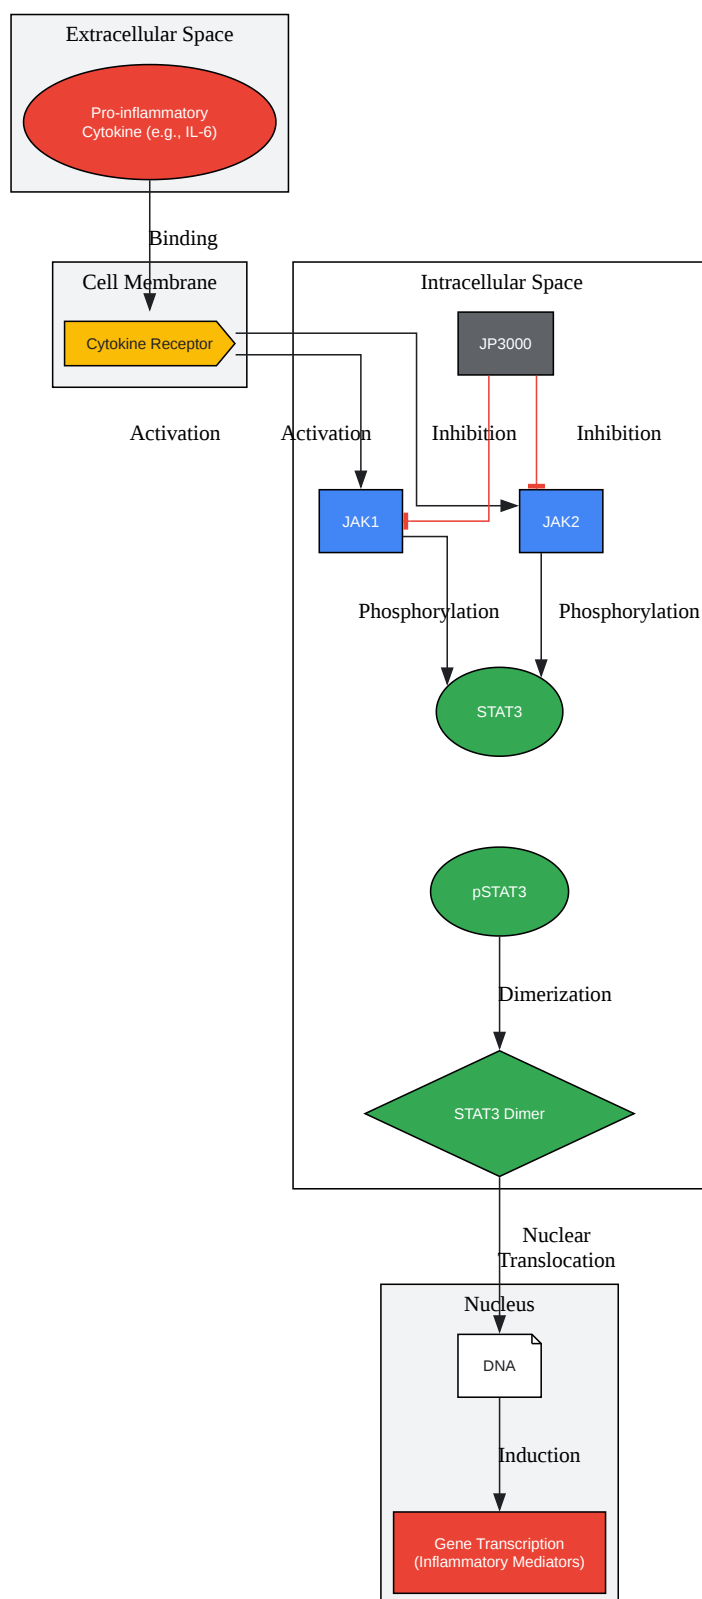 Extracellular Space
Pro-inflammatory
Cytokine (e.g., IL-6)
Binding
Cell Membrane
Intracellular Space
Cytokine Receptor
JP3000
Activation
Activation
Inhibition
Inhibition
JAK1
JAK2
Phosphorylation
Phosphorylation
STAT3
pSTAT3
Dimerization
STAT3 Dimer
Nuclear
Translocation
Nucleus
DNA
Induction
Gene Transcription
(Inflammatory Mediators)